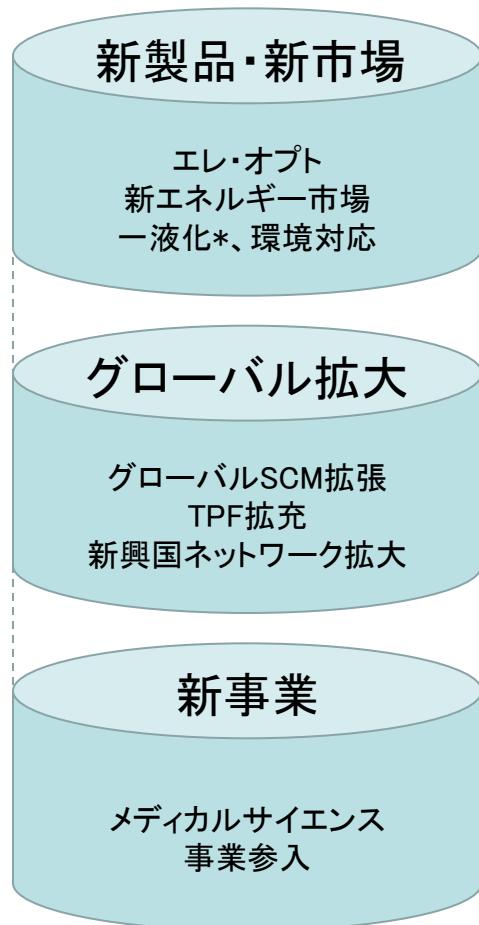 新製品・新市場
エレ・オプト
新エネルギー市場
一液化*、環境対応
グローバル拡大
グローバルSCM拡張
TPF拡充
新興国ネットワーク拡大
新事業
メディカルサイエンス
事業参入